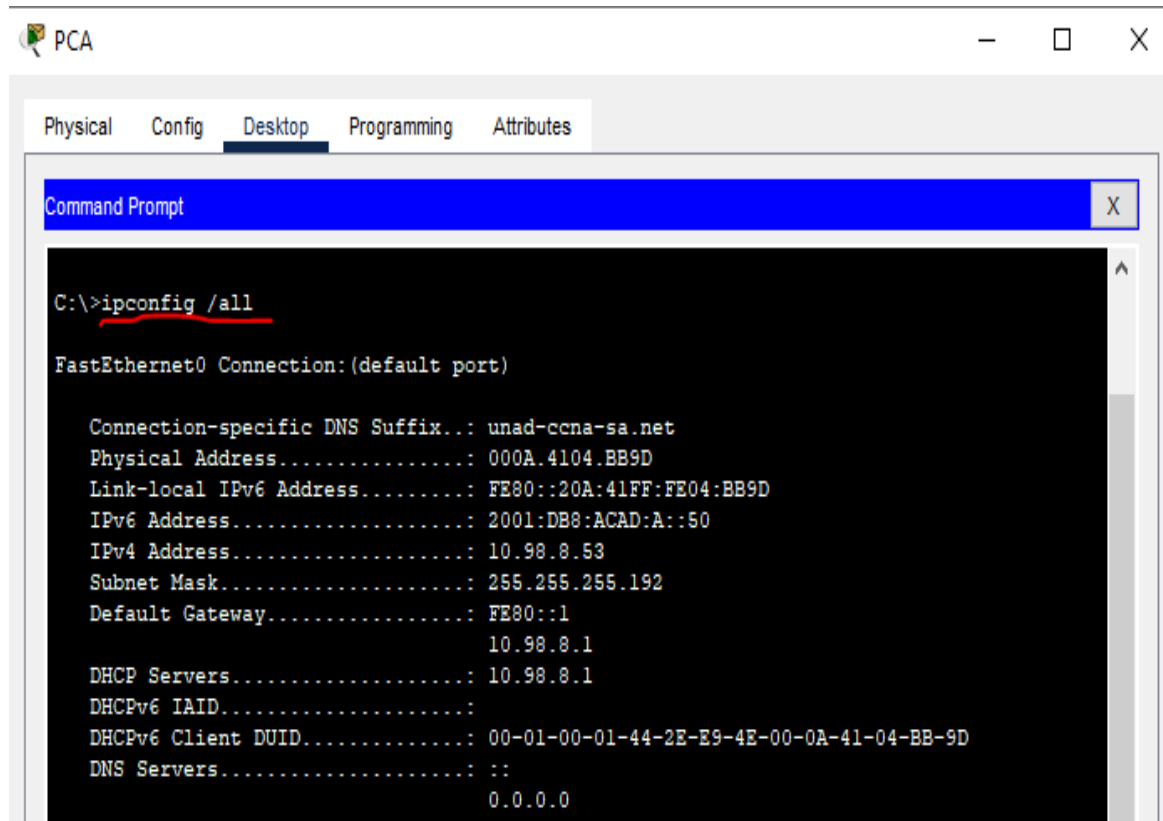 PCA
Physical Config Desktop Programming Attributes
Command Prompt X
C:\>ipconfig /all
FastEthernet0 Connection:(default port)
Connection-specific DNS Suffix..: unad-ccna-sa.net
Physical Address................: 000A.4104.BB9D
Link-local IPv6 Address.........: FE80::20A:41FF:FE04:BB9D
IPv6 Address....................: 2001:DB8:ACAD:A::50
IPv4 Address....................: 10.98.8.53
Subnet Mask.....................: 255.255.255.192
Default Gateway.................: FE80::1
10.98.8.1
DHCP Servers....................: 10.98.8.1
DHCPv6 IAID.....................:
DHCPv6 Client DUID..............: 00-01-00-01-44-2E-E9-4E-00-0A-41-04-BB-9D
DNS Servers.....................: ::
0.0.0.0